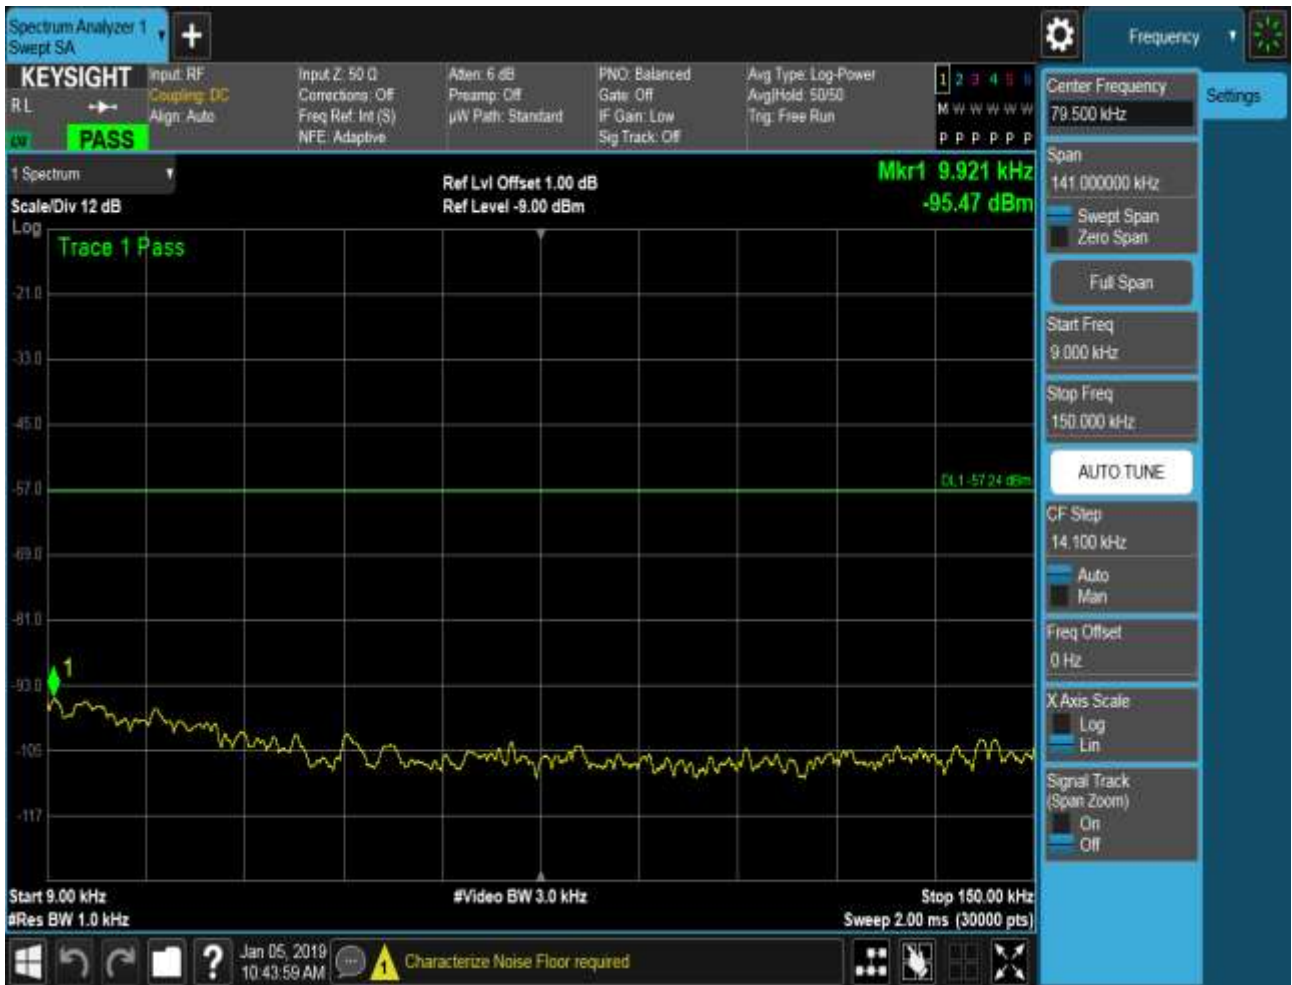 Spectrum Analyzer 1
Swept SA
Frequency
KEYSIGHT
R L
PASS
Input: RF
Coupling: DC
Align: Auto
Input Z: 50 Ω
Corrections: Off
Freq Ref: Int (S)
NFE: Adaptive
Atten: 6 dB
Preamp: Off
µW Path: Standard
PNO: Balanced
Gate: Off
IF Gain: Low
Sig Track: Off
Avg Type: Log-Power
Avg|Hold: 50/50
Trig: Free Run
1 2 3 4 5 6
M W W W W W
P P P P P P
1 Spectrum
Scale/Div 12 dB
Ref Lvl Offset 1.00 dB
Ref Level -9.00 dBm
Mkr1 9.921 kHz
-95.47 dBm
Log
Trace 1 Pass
-21.0
-33.0
-45.0
-57.0
DL1 -57.24 dBm
-69.0
-81.0
1
-93.0
-105
-117
Start 9.00 kHz
#Res BW 1.0 kHz
#Video BW 3.0 kHz
Stop 150.00 kHz
Sweep 2.00 ms (30000 pts)
Center Frequency
79.500 kHz
Settings
Span
141.000000 kHz
Swept Span
Zero Span
Full Span
Start Freq
9.000 kHz
Stop Freq
150.000 kHz
AUTO TUNE
CF Step
14.100 kHz
Auto
Man
Freq Offset
0 Hz
X Axis Scale
Log
Lin
Signal Track
(Span Zoom)
On
Off
?
Jan 05, 2019
10:43:59 AM
1
Characterize Noise Floor required